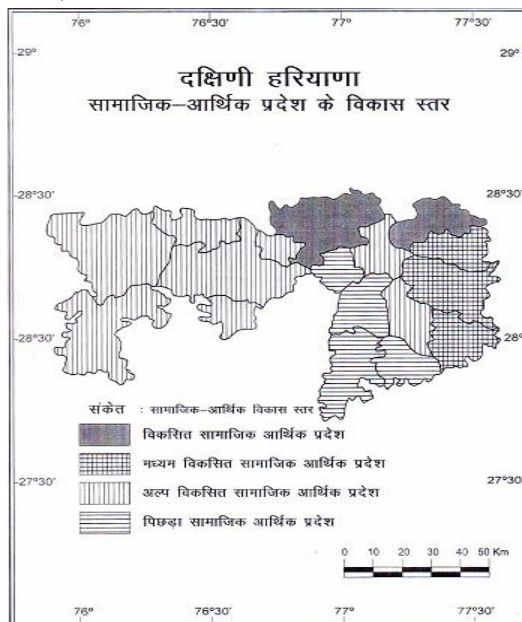 76° 76°30' 77° 77°30'
29° 29°
दक्षिणी हरियाणा
सामाजिक–आर्थिक प्रदेश के विकास स्तर
28°30' 28°30'
28°30' 28°30'
संकेत : सामाजिक–आर्थिक विकास स्तर
विकसित सामाजिक आर्थिक प्रदेश
मध्यम विकसित सामाजिक आर्थिक प्रदेश
27°30' 27°30'
अल्प विकसित सामाजिक आर्थिक प्रदेश
पिछड़ा सामाजिक आर्थिक प्रदेश
0 10 20 30 40 50 Km
76° 76°30' 77° 77°30'